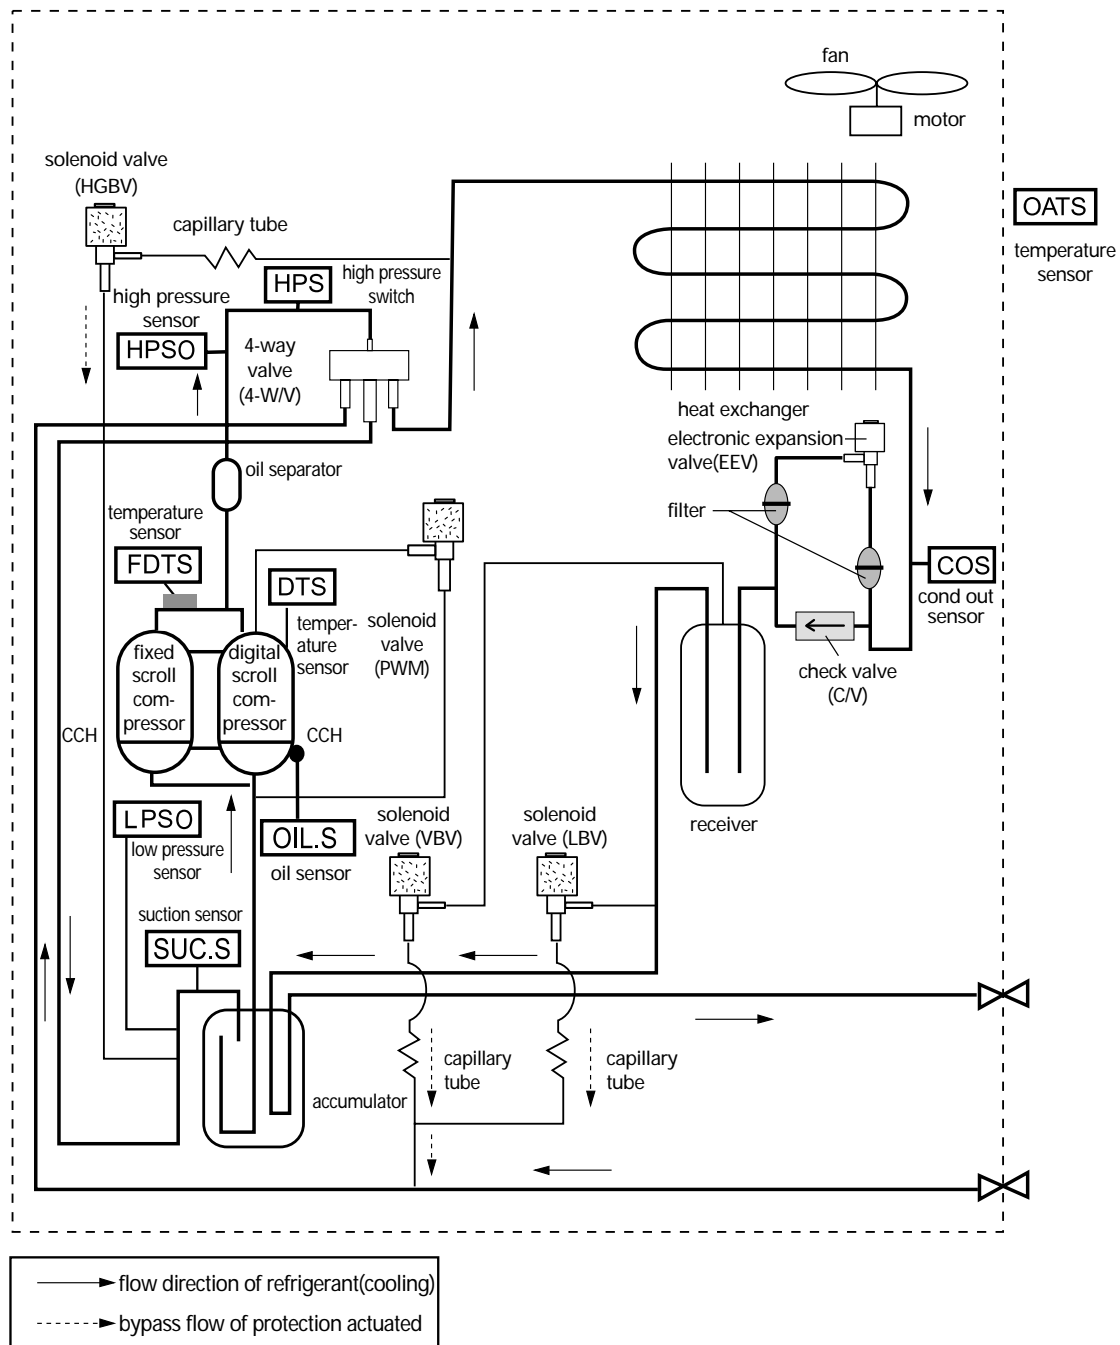 fan
motor
solenoid valve
(HGBV)
capillary tube
OATS
temperature
sensor
HPS
high pressure
switch
high pressure
sensor
HPSO
4-way
valve
(4-W/V)
heat exchanger
electronic expansion
valve(EEV)
oil separator
filter
temperature
sensor
FDTS
DTS
temper-
ature
sensor
solenoid
valve
(PWM)
COS
cond out
sensor
fixed
scroll
com-
pressor
digital
scroll
com-
pressor
check valve
(C/V)
CCH
CCH
LPSO
low pressure
sensor
OIL.S
oil sensor
solenoid
valve (VBV)
solenoid
valve (LBV)
receiver
suction sensor
SUC.S
capillary
tube
capillary
tube
accumulator
flow direction of refrigerant(cooling)
bypass flow of protection actuated